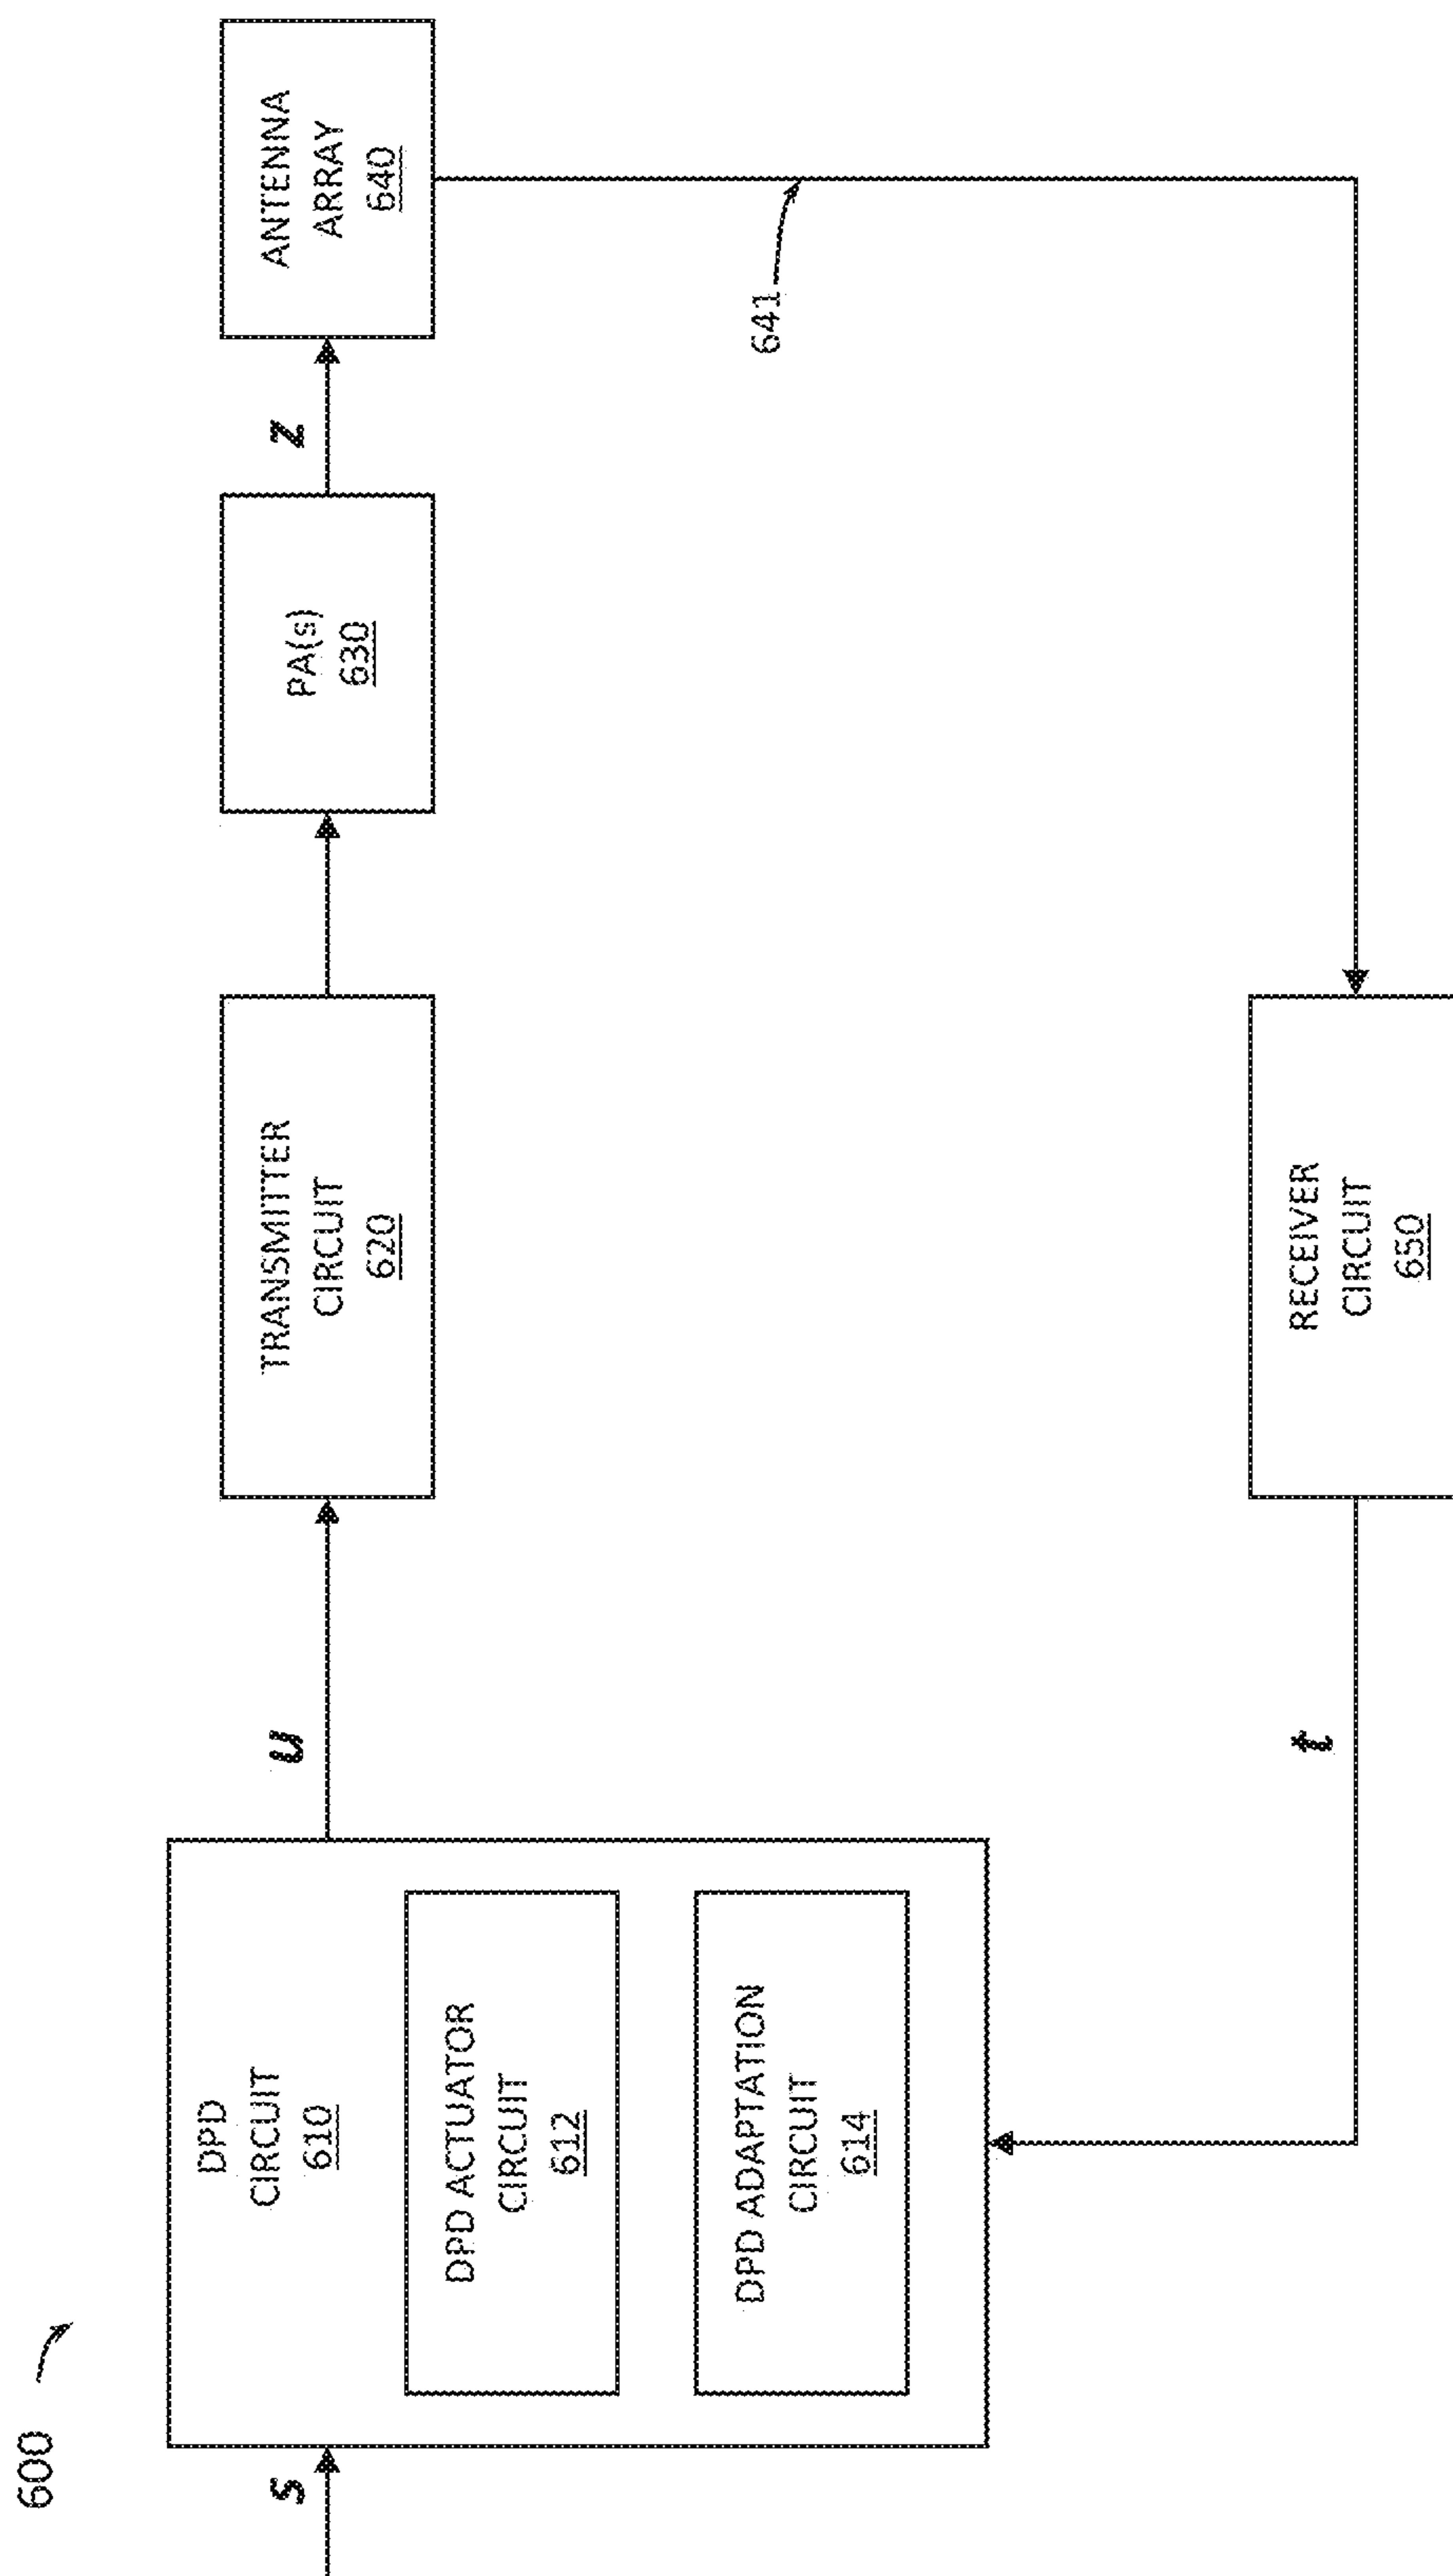 600
s
DPD
CIRCUIT
610
DPD ACTUATOR
CIRCUIT
612
DPD ADAPTATION
CIRCUIT
614
u
TRANSMITTER
CIRCUIT
620
PA(s)
630
z
ANTENNA
ARRAY
640
641
RECEIVER
CIRCUIT
650
t